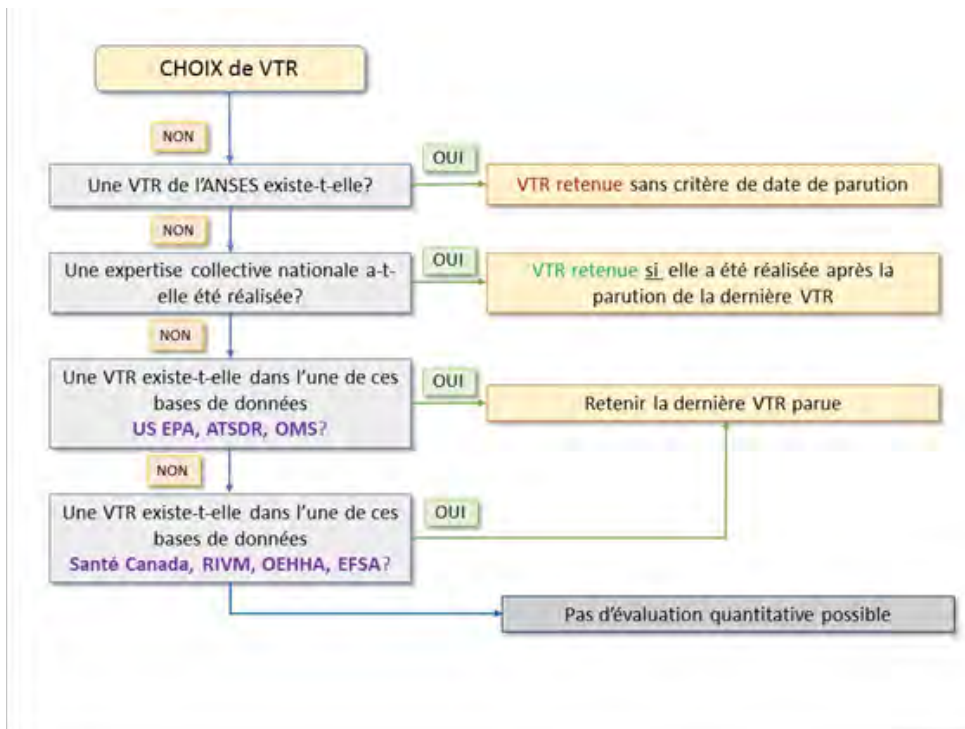 CHOIX de VTR
NON
OUI
Une VTR de l'ANSES existe-t-elle?
VTR retenue sans critère de date de parution
NON
OUI
Une expertise collective nationale a-t-
elle été réalisée?
VTR retenue si elle a été réalisée après la
parution de la dernière VTR
NON
OUI
Une VTR existe-t-elle dans l'une de ces
bases de données
US EPA, ATSDR, OMS?
Retenir la dernière VTR parue
NON
OUI
Une VTR existe-t-elle dans l'une de ces
bases de données
Santé Canada, RIVM, OEHHA, EFSA?
Pas d'évaluation quantitative possible